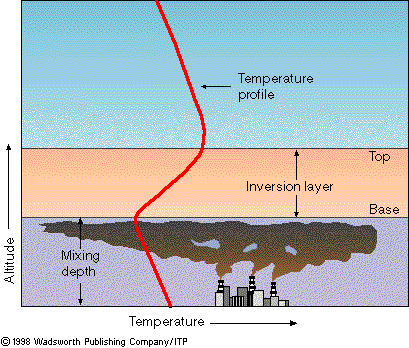 Temperature
profile
Top
Inversion layer
Base
Mixing
depth
Altitude
Temperature
© 1998 Wadsworth Publishing Company/ITP